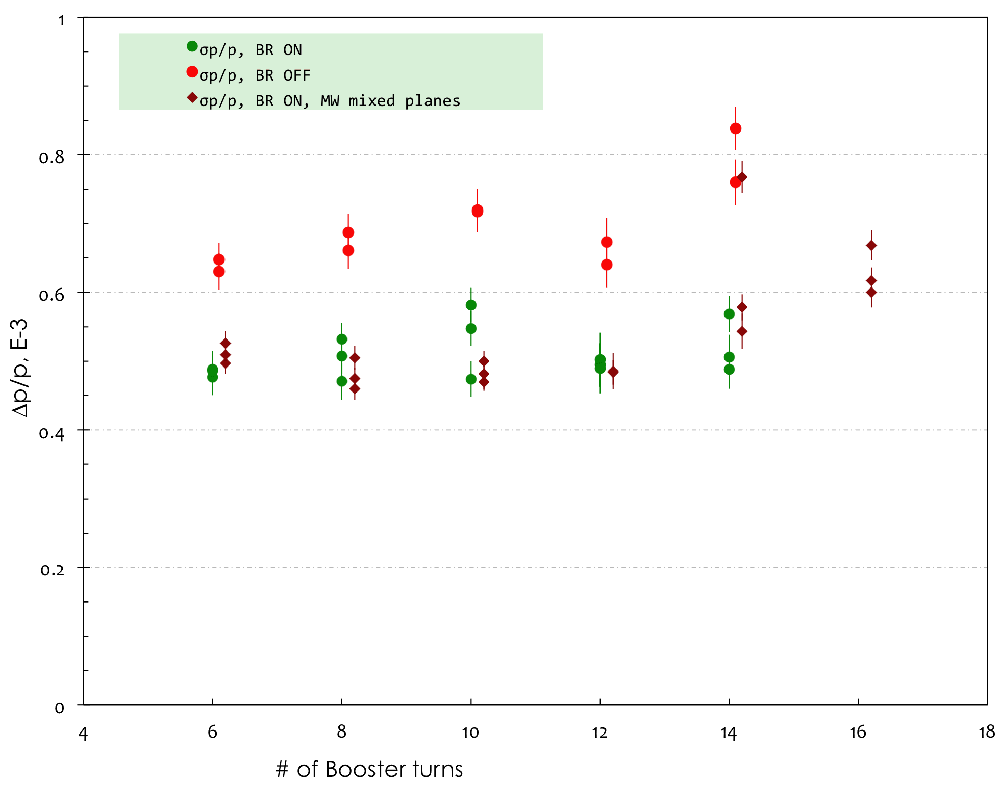 1
σp/p, BR ON
σp/p, BR OFF
σp/p, BR ON, MW mixed planes
0.8
0.6
Δp/p, E-3
0.4
0.2
0
4 6 8 10 12 14 16 18
# of Booster turns